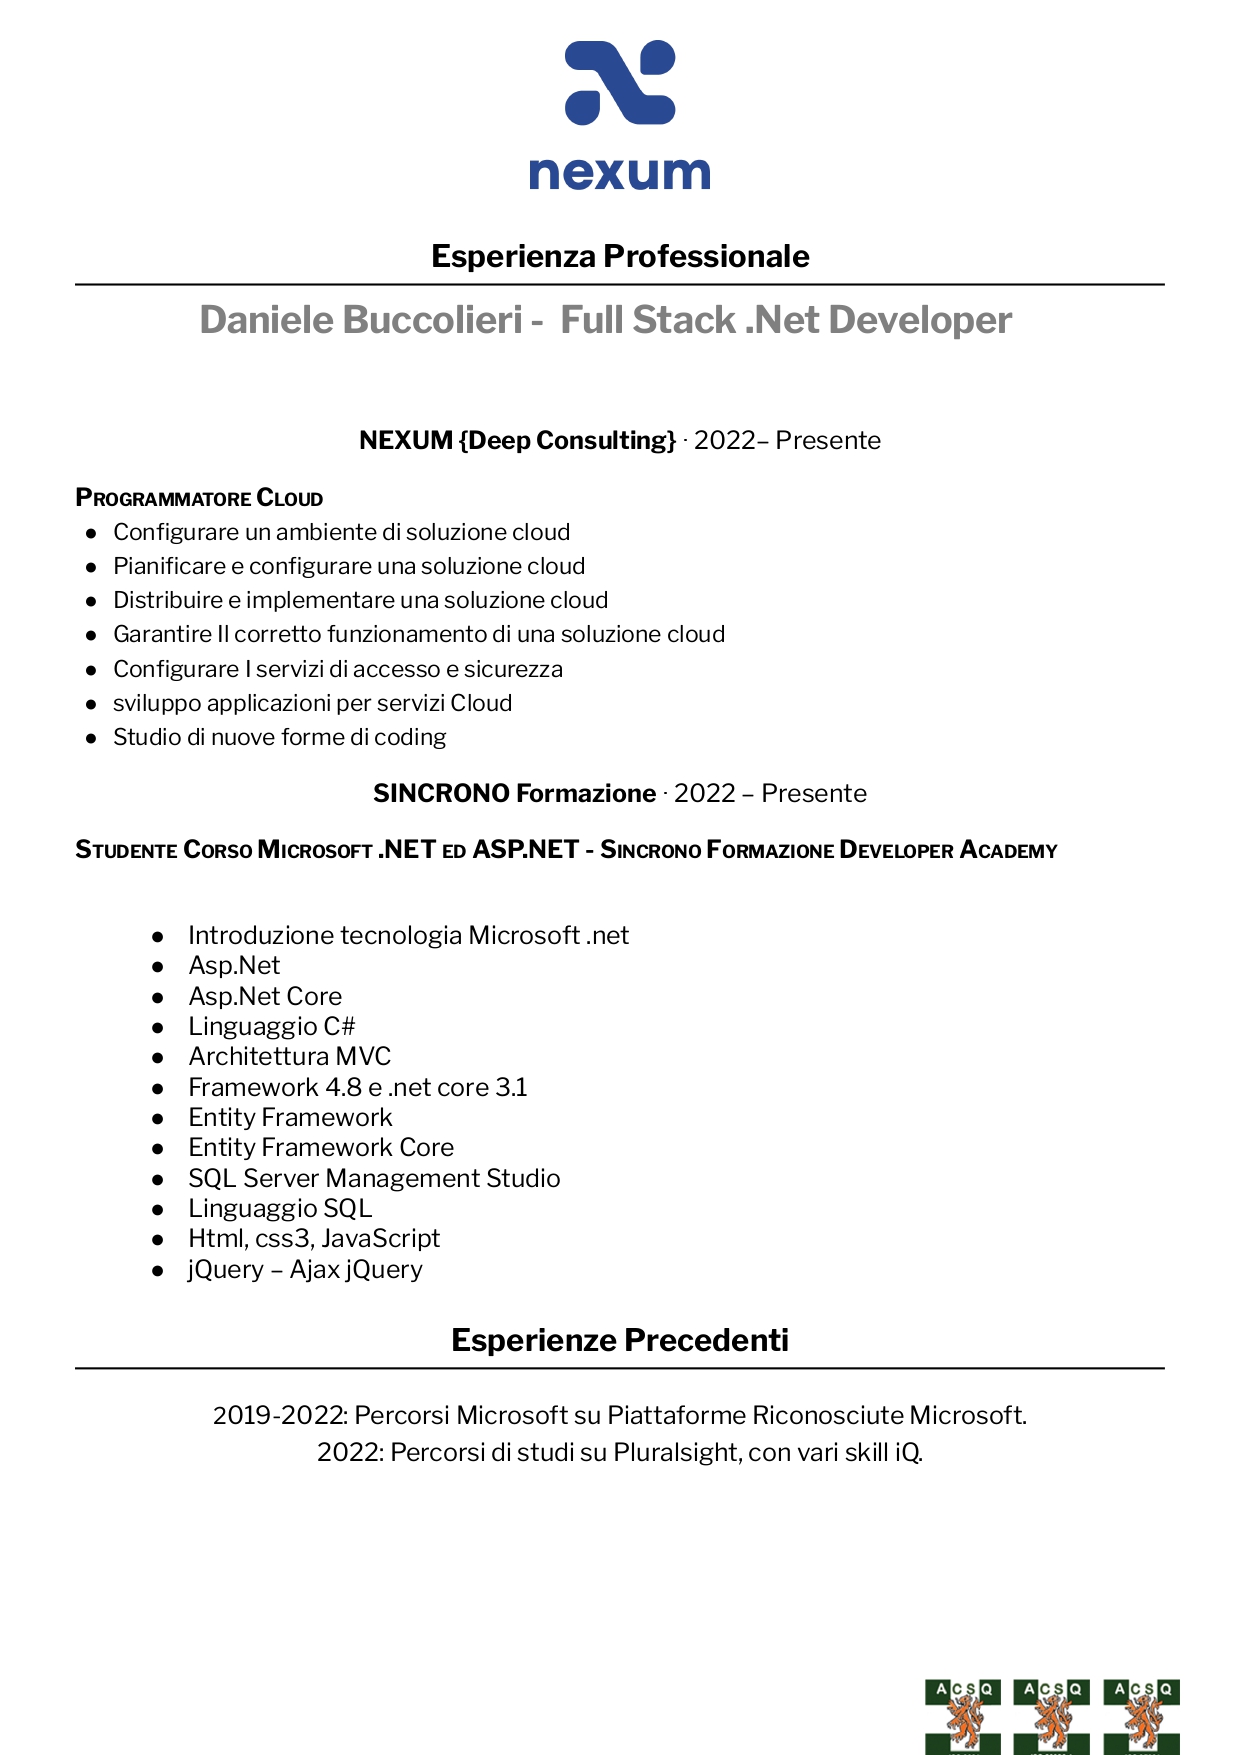 nexum
Esperienza Professionale
Daniele Buccolieri -  Full Stack .Net Developer
NEXUM {Deep Consulting} · 2022– Presente
Programmatore Cloud
● Configurare un ambiente di soluzione cloud
● Pianificare e configurare una soluzione cloud
● Distribuire e implementare una soluzione cloud
● Garantire Il corretto funzionamento di una soluzione cloud
● Configurare I servizi di accesso e sicurezza
● sviluppo applicazioni per servizi Cloud
● Studio di nuove forme di coding
SINCRONO Formazione · 2022 – Presente
Studente Corso Microsoft .NET ed ASP.NET - Sincrono Formazione Developer Academy
● Introduzione tecnologia Microsoft .net
● Asp.Net
● Asp.Net Core
● Linguaggio C#
● Architettura MVC
● Framework 4.8 e .net core 3.1
● Entity Framework
● Entity Framework Core
● SQL Server Management Studio
● Linguaggio SQL
● Html, css3, JavaScript
● jQuery – Ajax jQuery
Esperienze Precedenti
2019-2022: Percorsi Microsoft su Piattaforme Riconosciute Microsoft.
2022: Percorsi di studi su Pluralsight, con vari skill iQ.
ACSQ ACSQ ACSQ